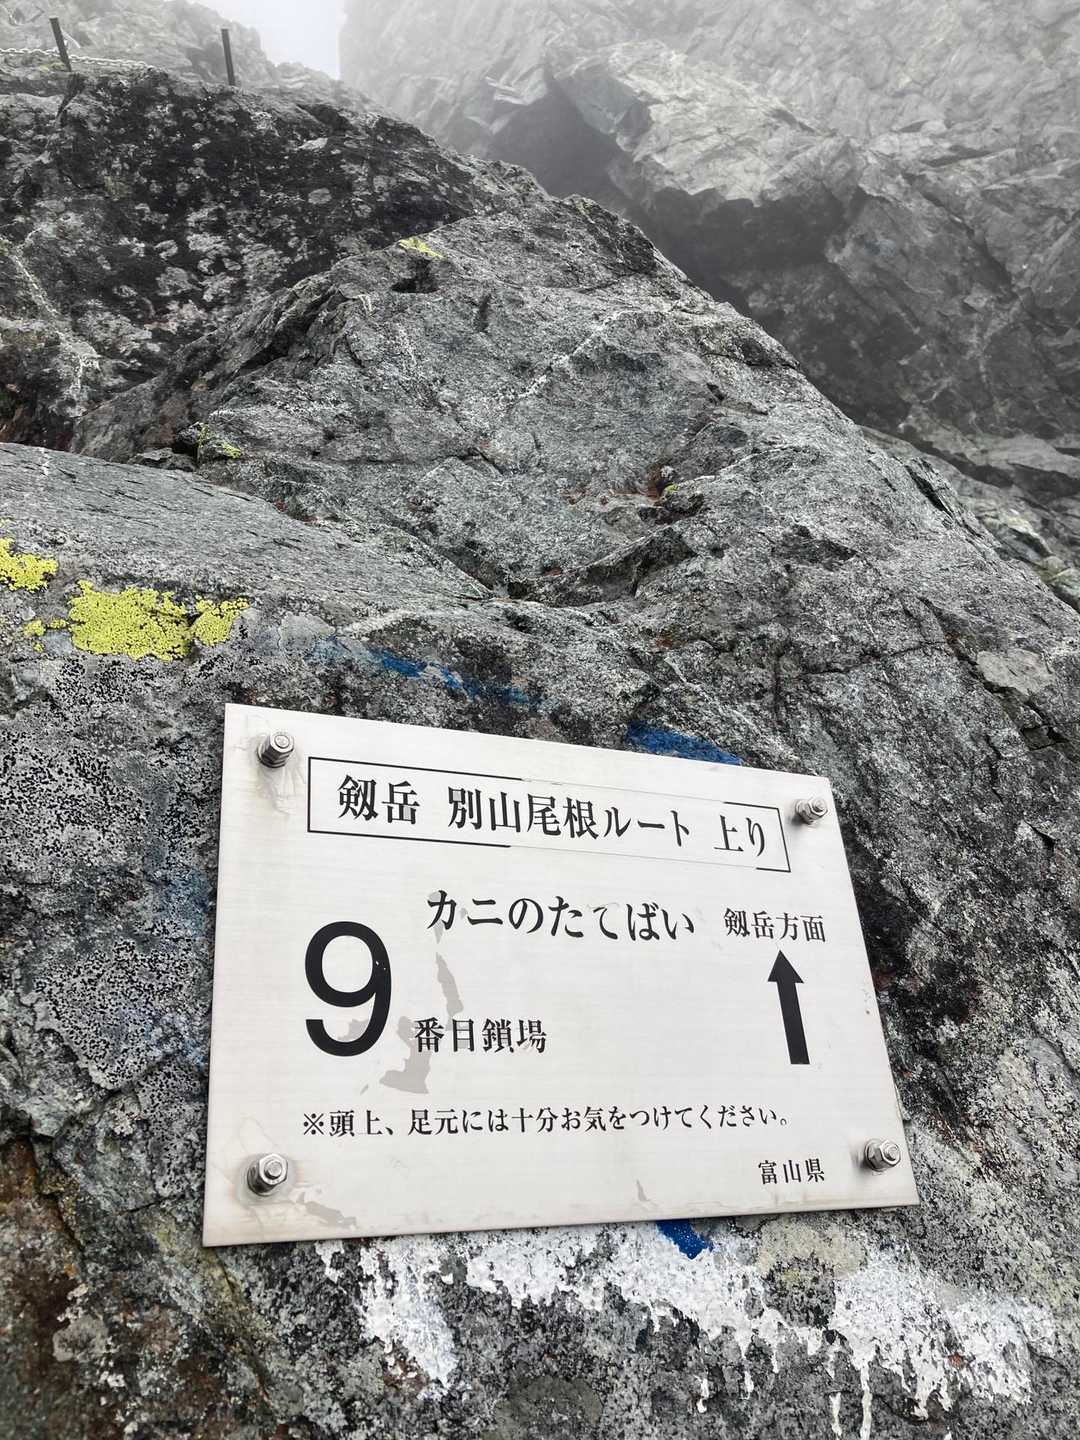 剱岳 別山尾根ルート 上り
カニのたてばい 剱岳方面
9番目鎖場
※頭上、足元には十分お気をつけてください。
富山県